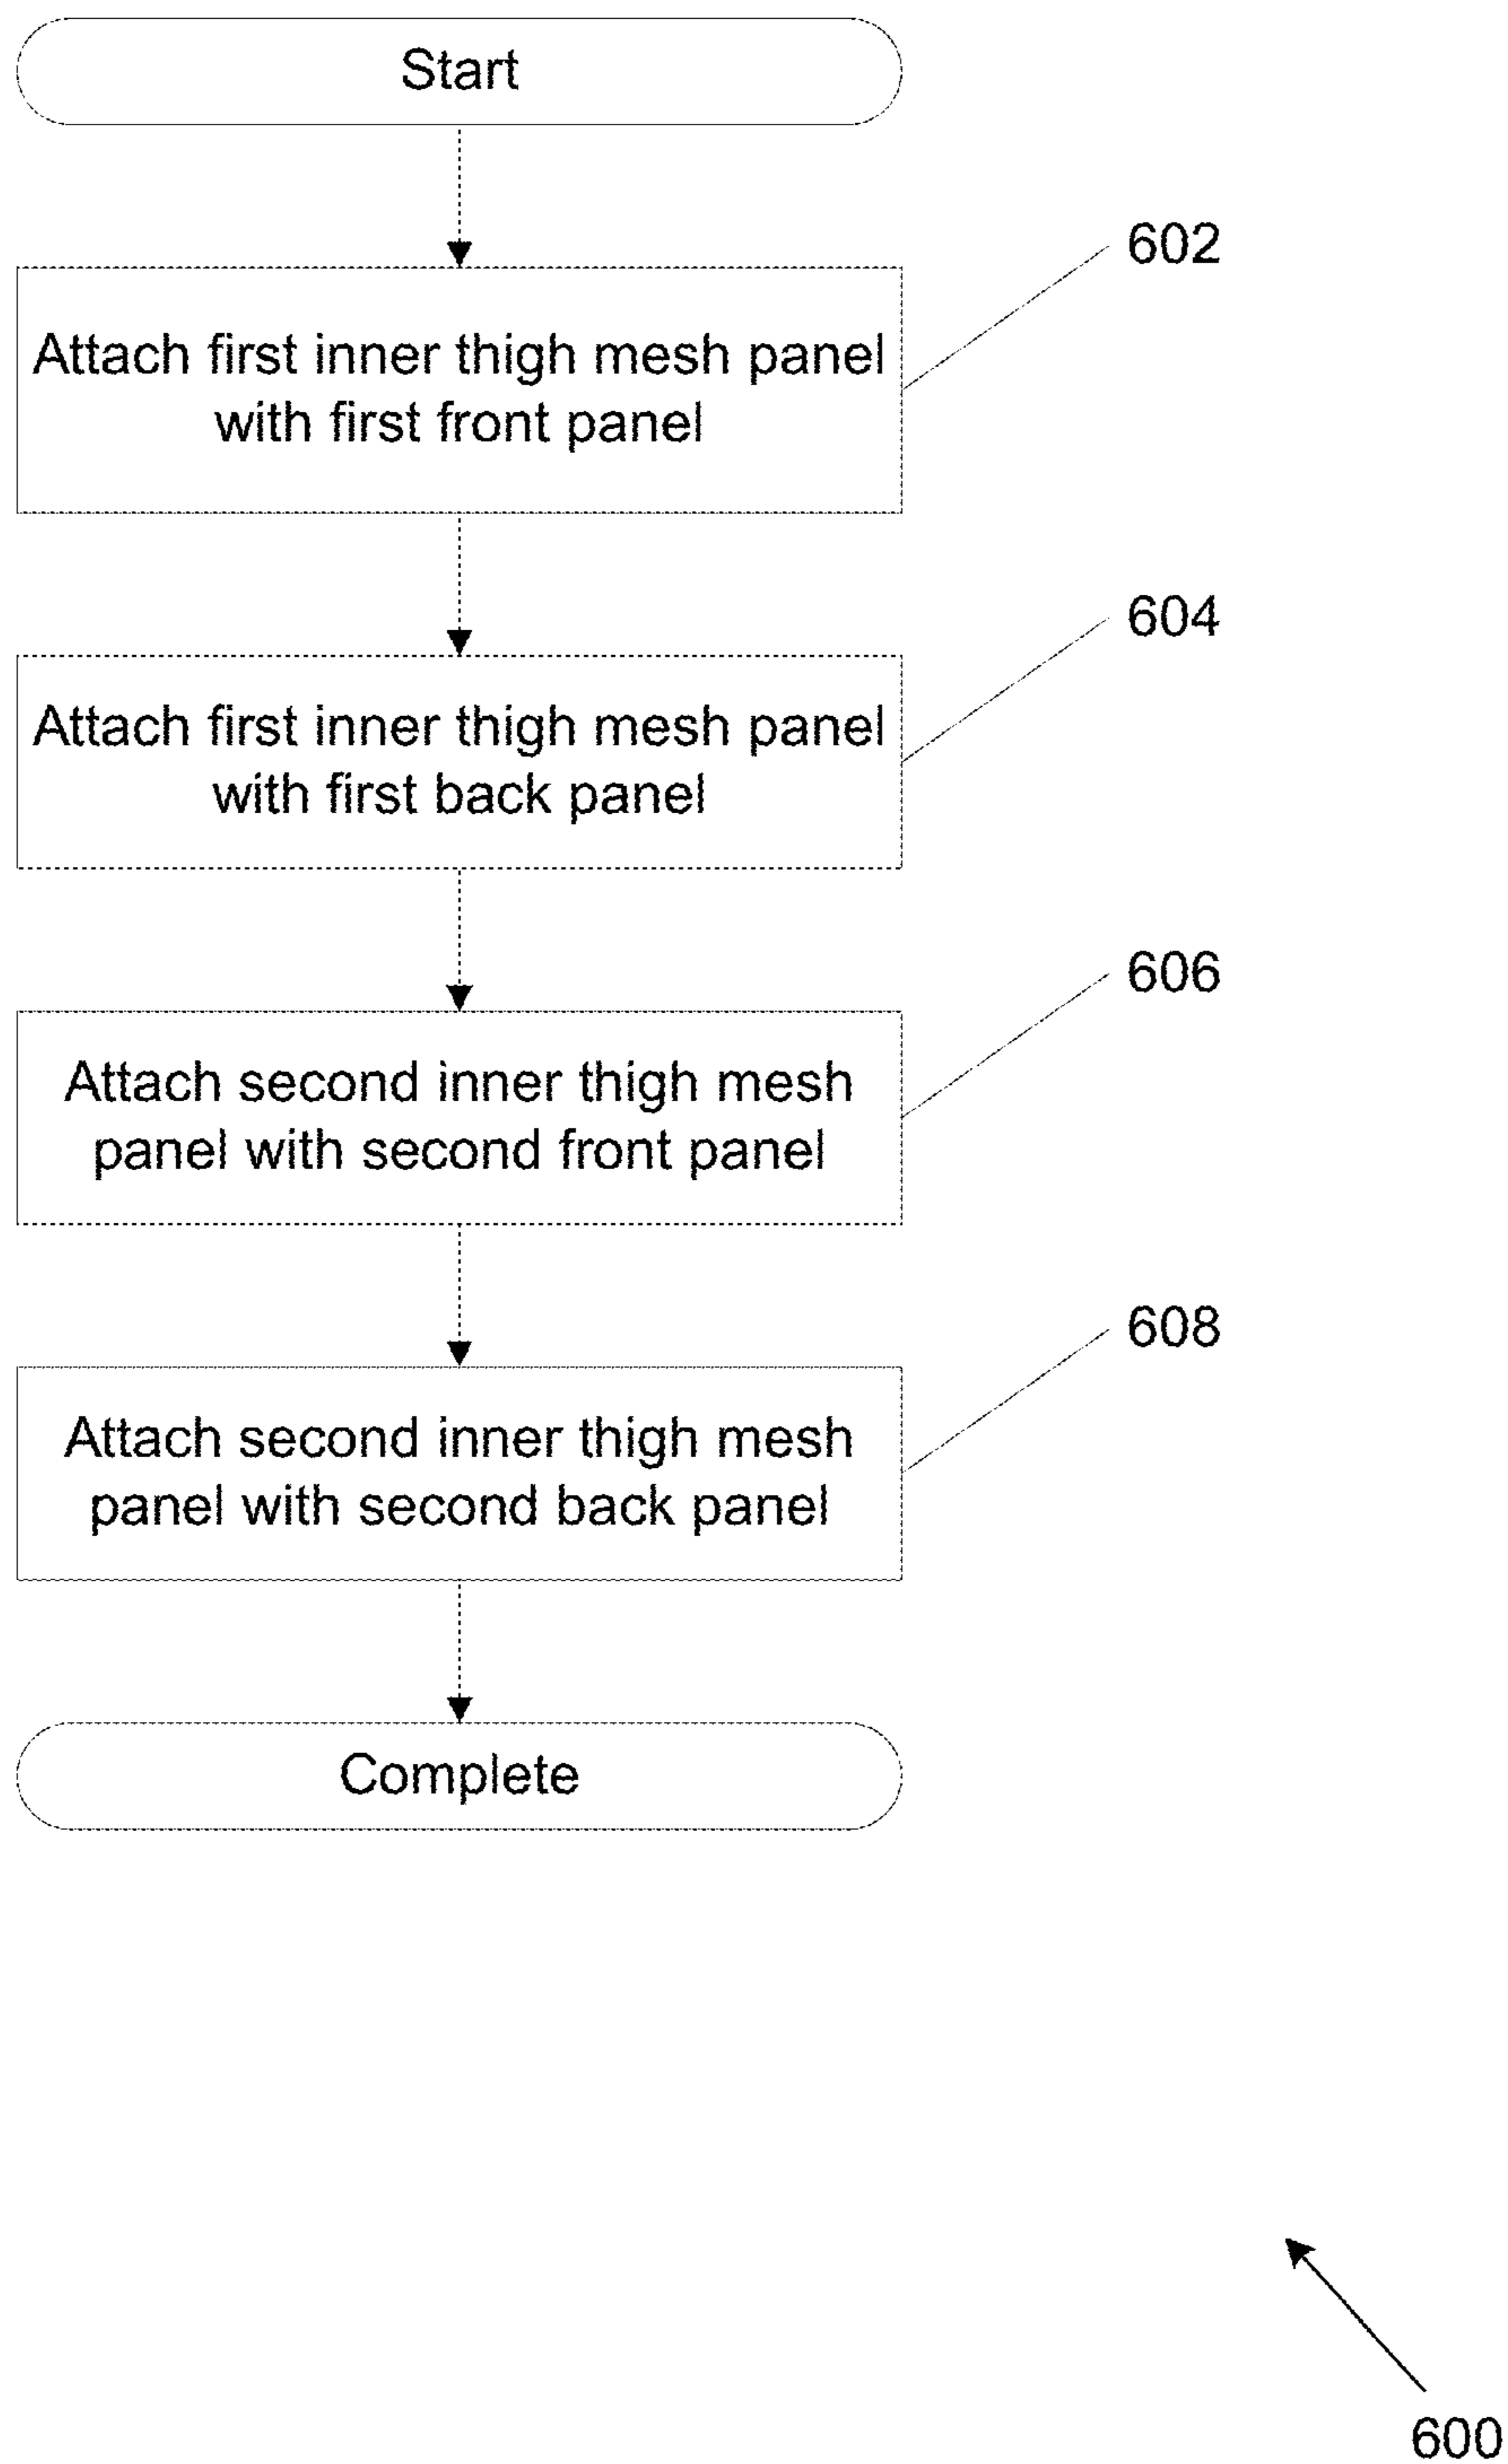 Start
602
Attach first inner thigh mesh panel
with first front panel
604
Attach first inner thigh mesh panel
with first back panel
606
Attach second inner thigh mesh
panel with second front panel
608
Attach second inner thigh mesh
panel with second back panel
Complete
600